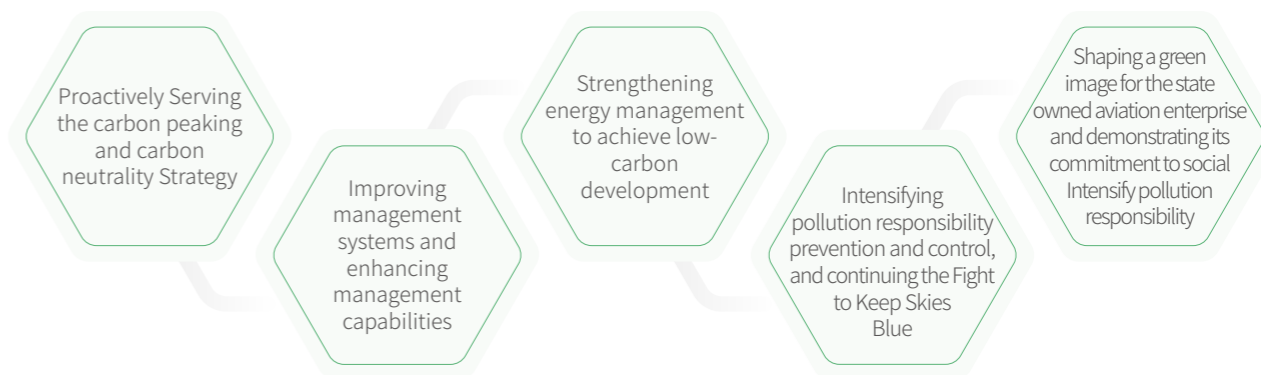 Proactively Serving
the carbon peaking
and carbon
neutrality Strategy
Improving
management
systems and
enhancing
management
capabilities
Strengthening
energy management
to achieve low-
carbon
development
Intensifying
pollution responsibility
prevention and control,
and continuing the Fight
to Keep Skies
Blue
Shaping a green
image for the state
owned aviation enterprise
and demonstrating its
commitment to social
Intensify pollution
responsibility